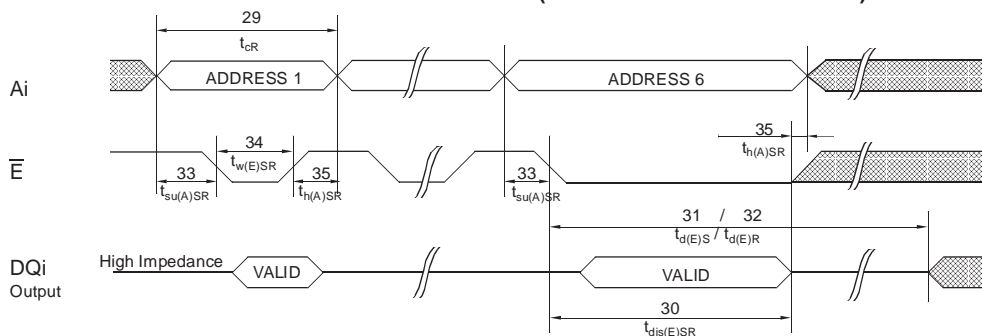 29
tcR
Ai
ADDRESS 1
ADDRESS 6
34
35
E
tw(E)SR
th(A)SR
33
35
33
tsu(A)SR
th(A)SR
tsu(A)SR
31 / 32
td(E)S / td(E)R
High Impedance
DQi
Output
VALID
VALID
30
tdis(E)SR